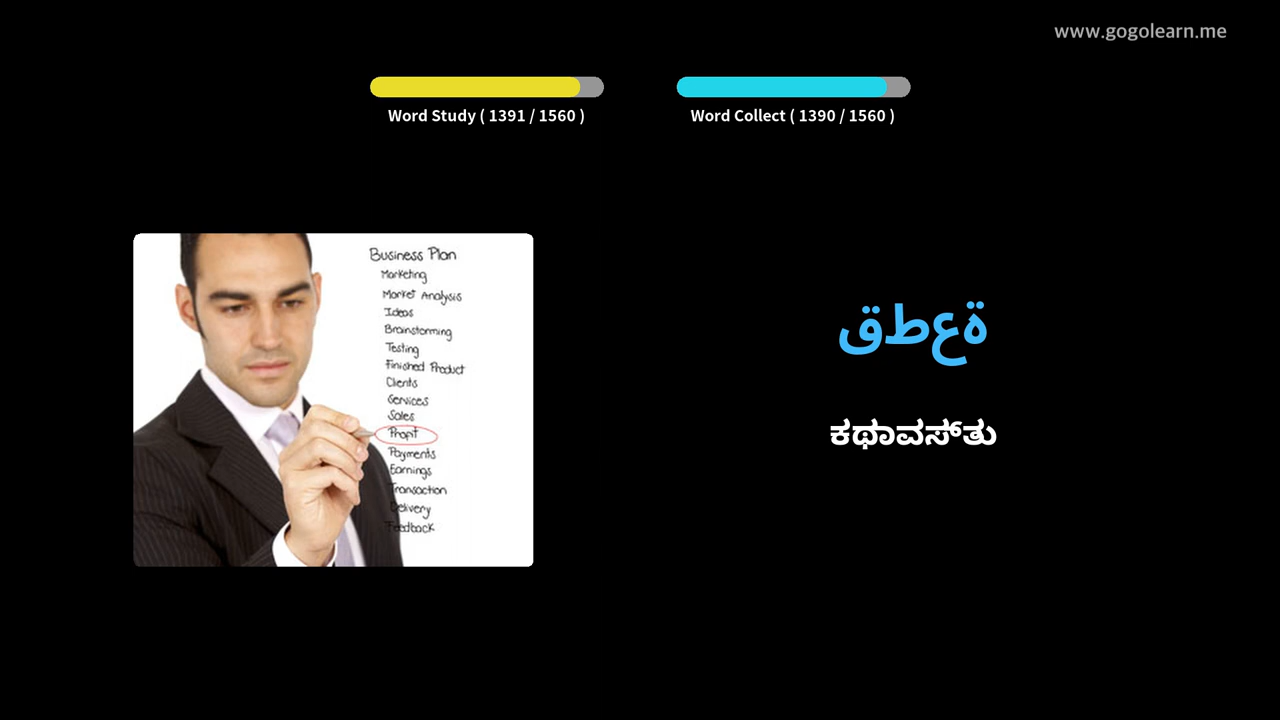 www.gogolearn.me
Word Study ( 1391 / 1560 )
Word Collect ( 1390 / 1560 )
Business Plan
Marketing
Market Analysis
Ideas
Brainstorming
Testing
Finished Product
Clients
Services
Sales
Profit
Payments
Earnings
Transaction
Delivery
Feedback
قطعة
ಕಥಾವಸ್ತು